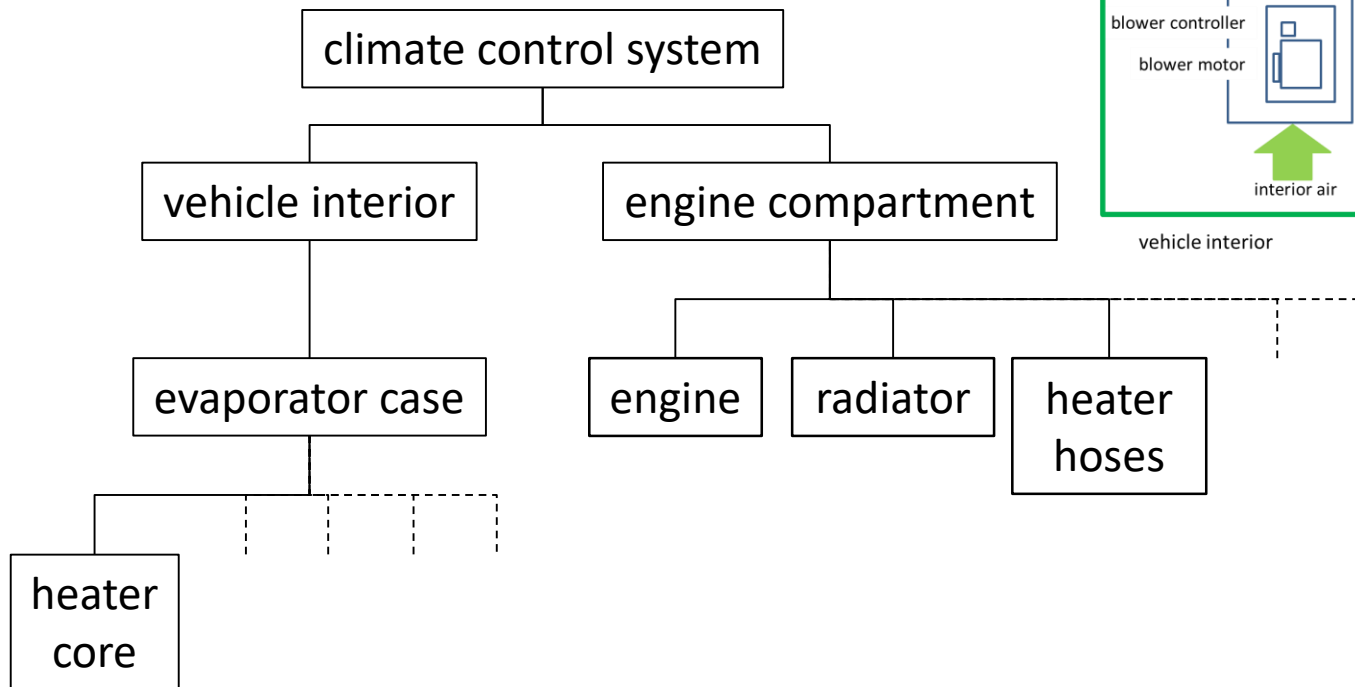 climate control system
vehicle interior
engine compartment
evaporator case
engine
radiator
heater
hoses
heater
core
blower controller
blower motor
interior air
vehicle interior